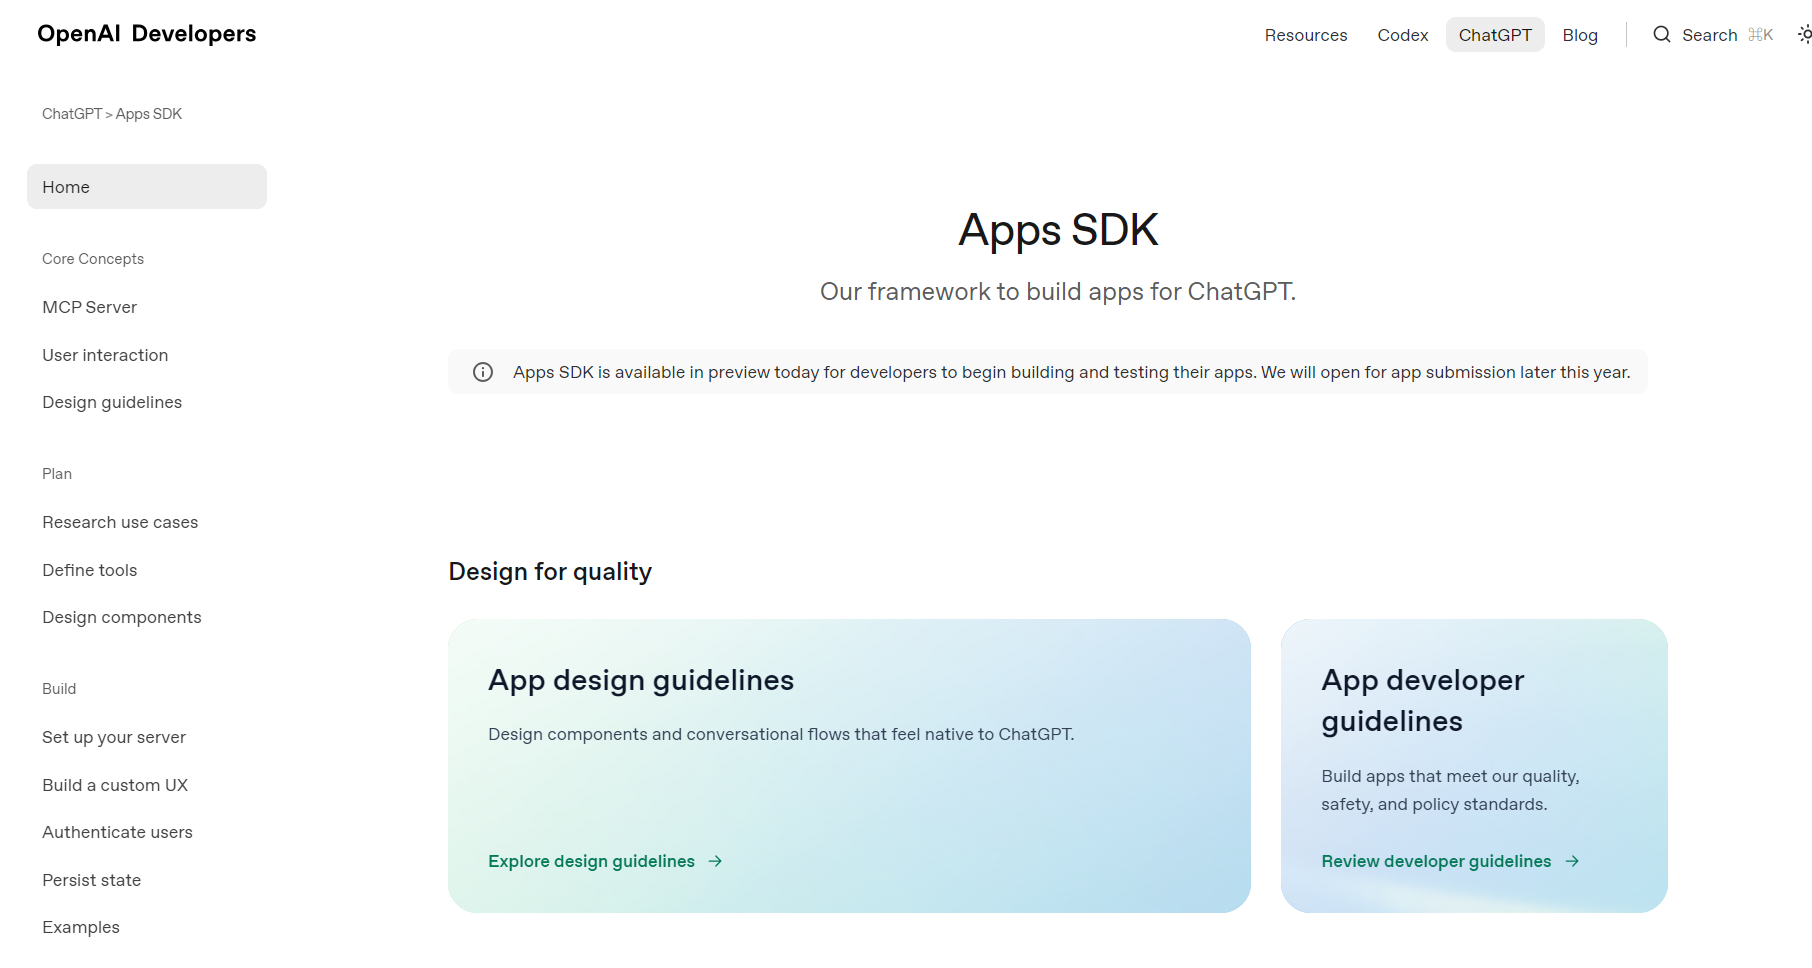 OpenAI Developers
Resources
Codex
ChatGPT
Blog
Search ⌘K
ChatGPT > Apps SDK
Home
Core Concepts
MCP Server
User interaction
Design guidelines
Plan
Research use cases
Define tools
Design components
Build
Set up your server
Build a custom UX
Authenticate users
Persist state
Examples
Apps SDK
Our framework to build apps for ChatGPT.
Apps SDK is available in preview today for developers to begin building and testing their apps. We will open for app submission later this year.
Design for quality
App design guidelines
Design components and conversational flows that feel native to ChatGPT.
Explore design guidelines →
App developer
guidelines
Build apps that meet our quality,
safety, and policy standards.
Review developer guidelines →